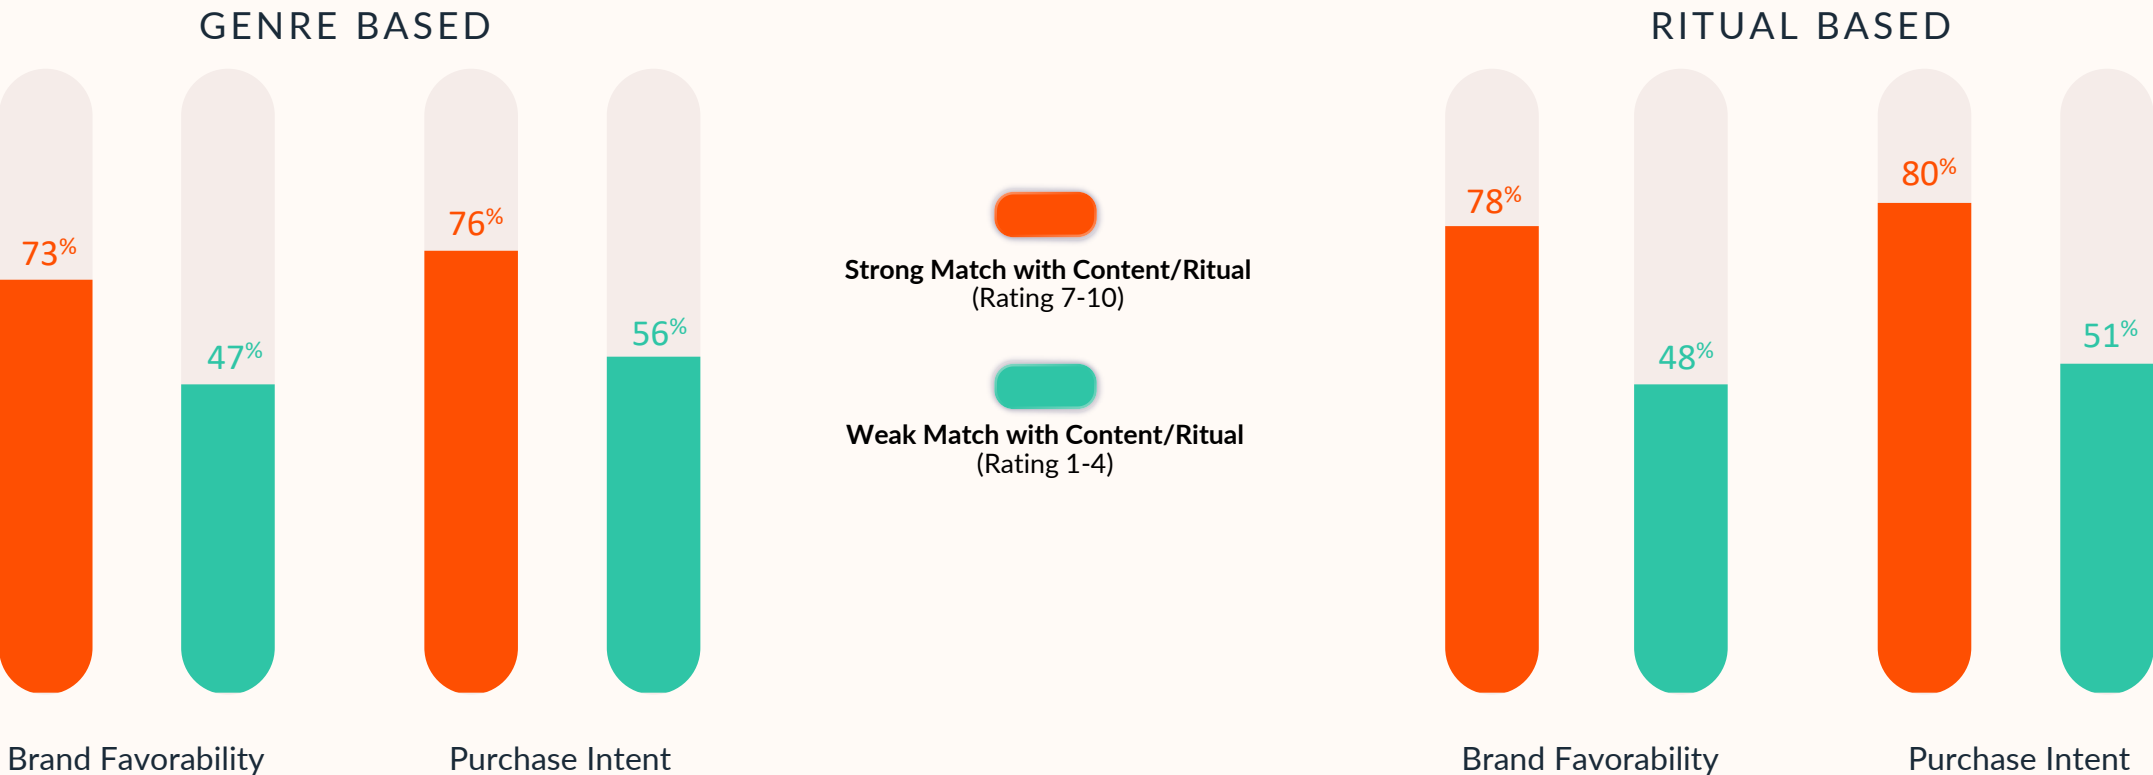 GENRE BASED
73%
47%
76%
56%
Brand Favorability
Purchase Intent
Strong Match with Content/Ritual
(Rating 7-10)
Weak Match with Content/Ritual
(Rating 1-4)
RITUAL BASED
78%
48%
80%
51%
Brand Favorability
Purchase Intent